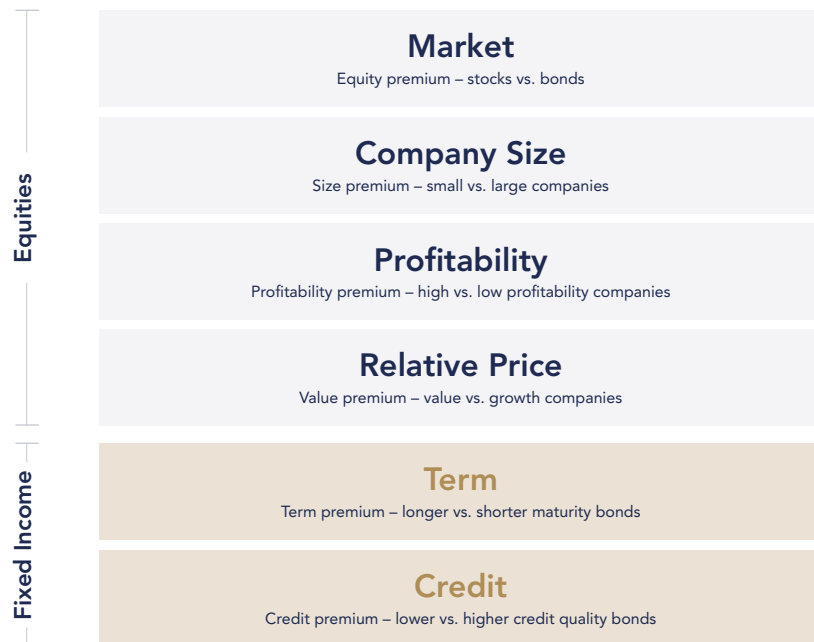 Equities
Market
Equity premium – stocks vs. bonds
Company Size
Size premium – small vs. large companies
Profitability
Profitability premium – high vs. low profitability companies
Relative Price
Value premium – value vs. growth companies
Fixed Income
Term
Term premium – longer vs. shorter maturity bonds
Credit
Credit premium – lower vs. higher credit quality bonds